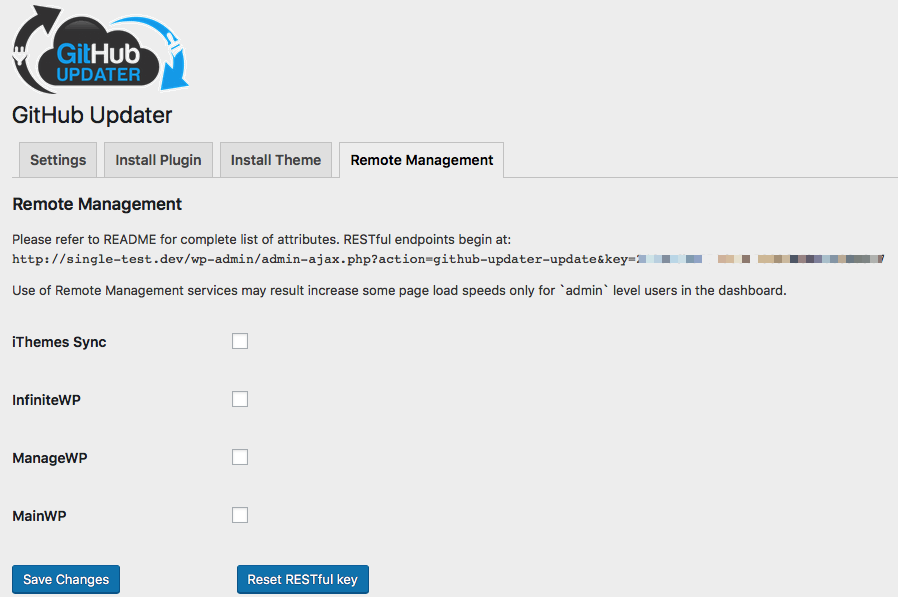 GitHub
UPDATER
GitHub Updater
Settings Install Plugin Install Theme Remote Management
Remote Management
Please refer to README for complete list of attributes. RESTful endpoints begin at:
http://single-test.dev/wp-admin/admin-ajax.php?action=github-updater-update&key=
Use of Remote Management services may result increase some page load speeds only for `admin` level users in the dashboard.
iThemes Sync
InfiniteWP
ManageWP
MainWP
Save Changes Reset RESTful key